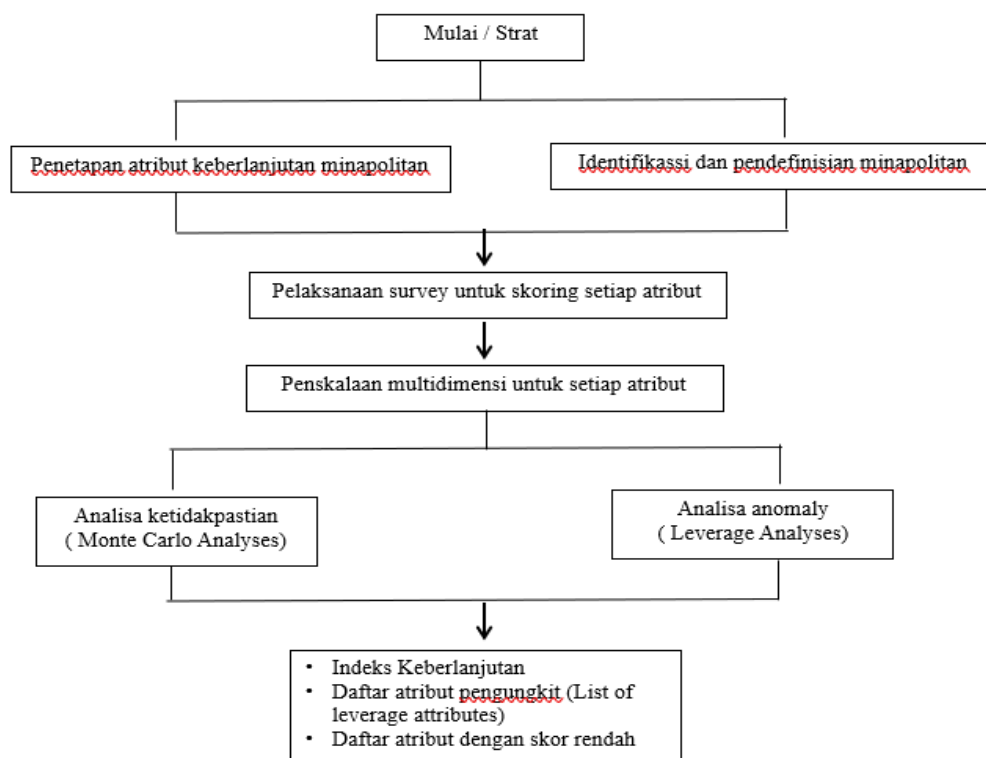 Mulai / Strat
Penetapan atribut keberlanjutan minapolitan
Identifikassi dan pendefinisian minapolitan
Pelaksanaan survey untuk skoring setiap atribut
Penskalaan multidimensi untuk setiap atribut
Analisa ketidakpastian
( Monte Carlo Analyses)
Analisa anomaly
( Leverage Analyses)
• Indeks Keberlanjutan
• Daftar atribut pengungkit (List of
leverage attributes)
• Daftar atribut dengan skor rendah